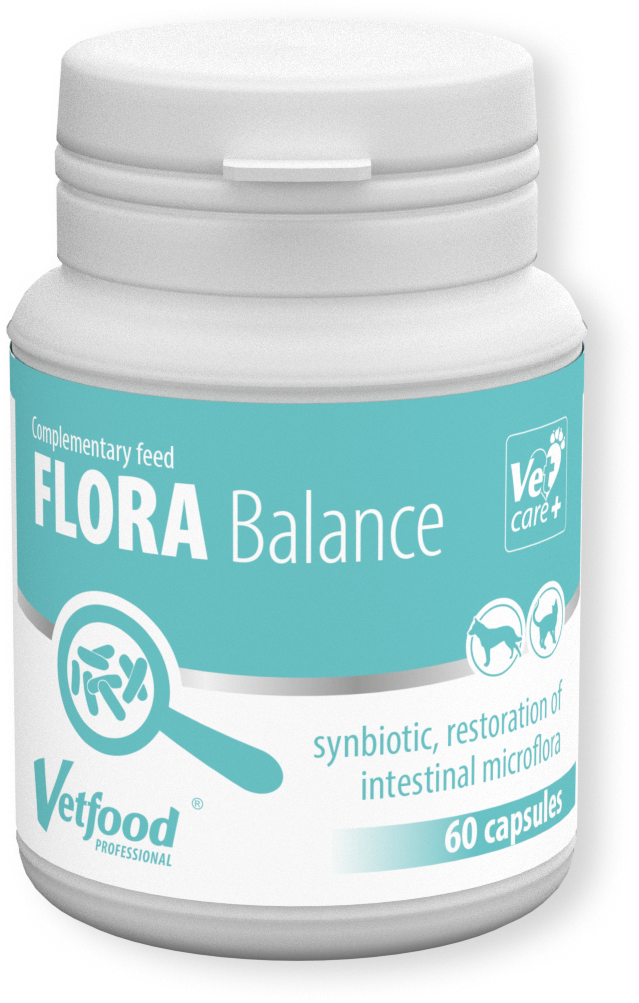 Complementary feed
FLORA Balance
Vet
care+
synbiotic, restoration of
intestinal microflora
60 capsules
Vetfood®
PROFESSIONAL